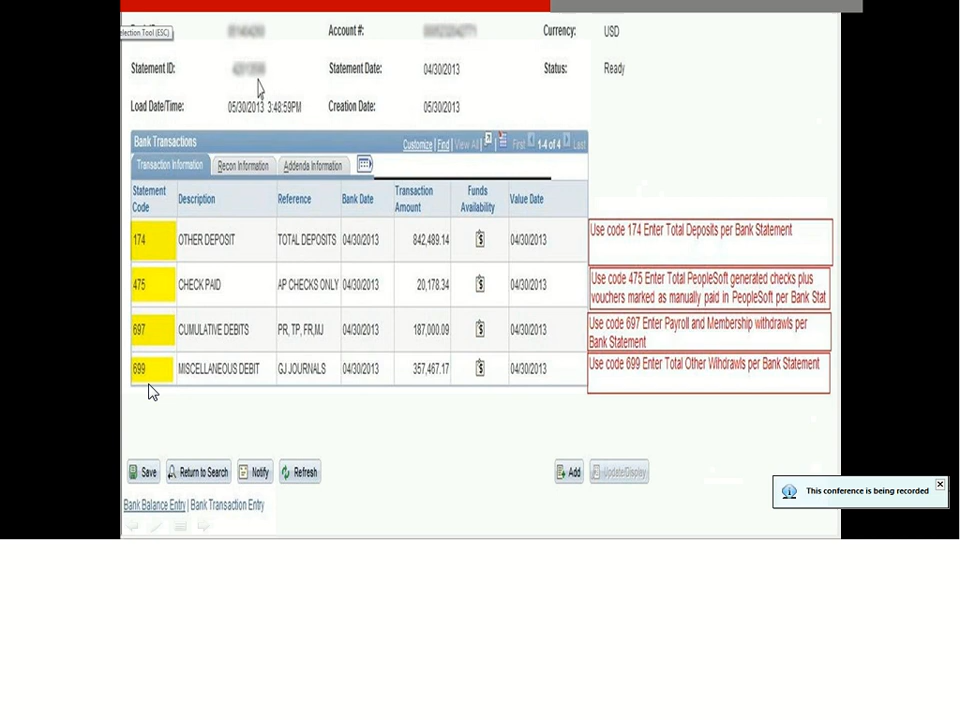 election Tool (ESC)
Account #: Currency: USD
Statement ID: Statement Date: 04/30/2013 Status: Ready
Load Date/Time: 05/30/2013 3:48:59PM Creation Date: 05/30/2013
Bank Transactions Customize | Find | View All | First 1-4 of 4 Last
Transaction Information Recon Information Addenda Information
Statement Code Description Reference Bank Date Transaction Amount Funds Availability Value Date
174 OTHER DEPOSIT TOTAL DEPOSITS 04/30/2013 842,489.14 04/30/2013
Use code 174 Enter Total Deposits per Bank Statement
475 CHECK PAID AP CHECKS ONLY 04/30/2013 20,178.34 04/30/2013
Use code 475 Enter Total PeopleSoft generated checks plus
vouchers marked as manually paid in PeopleSoft per Bank Stat
697 CUMULATIVE DEBITS PR, TP, FR,MJ 04/30/2013 187,000.09 04/30/2013
Use code 697 Enter Payroll and Membership withdrawls per
Bank Statement
699 MISCELLANEOUS DEBIT GJ JOURNALS 04/30/2013 357,467.17 04/30/2013
Use code 699 Enter Total Other Wihdrawls per Bank Statement
Save Return to Search Notify Refresh Add Update/Display
This conference is being recorded
Bank Balance Entry | Bank Transaction Entry